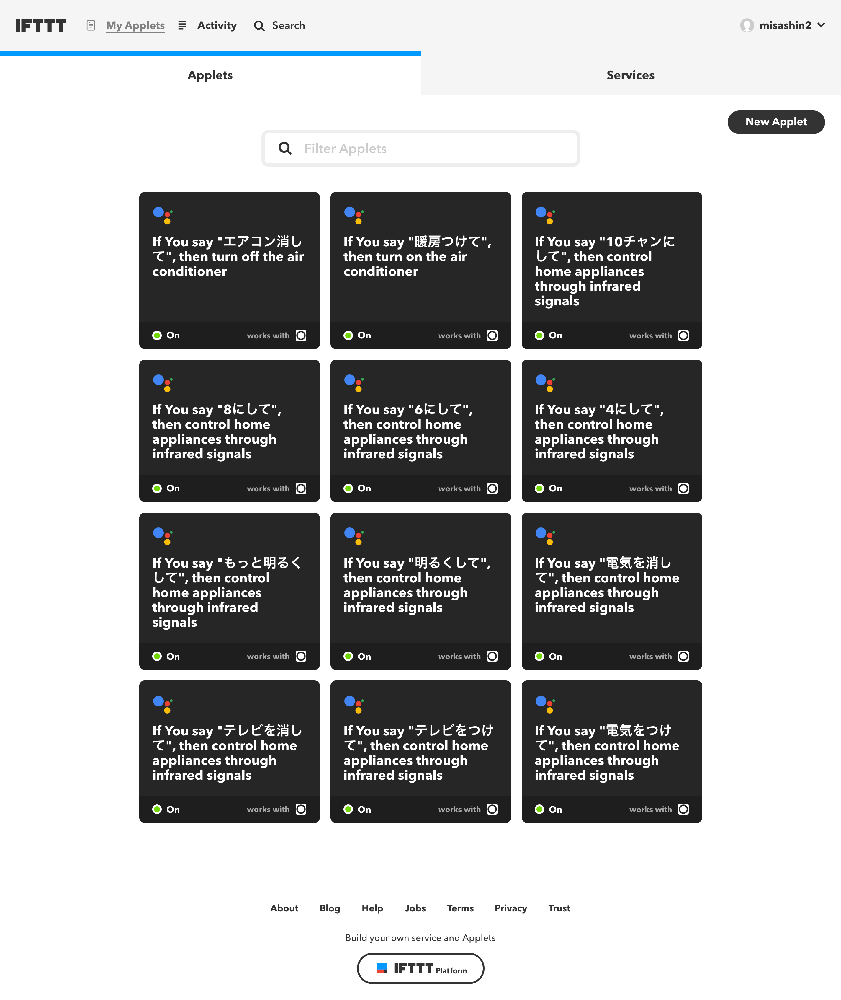 IFTTT My Applets Activity Search misashin2
Applets Services
New Applet
Filter Applets
If You say "エアコン消し
て", then turn off the air
conditioner
On works with
If You say "暖房つけて",
then turn on the air
conditioner
On works with
If You say "10チャンに
して", then control
home appliances
through infrared
signals
On works with
If You say "8にして",
then control home
appliances through
infrared signals
On works with
If You say "6にして",
then control home
appliances through
infrared signals
On works with
If You say "4にして",
then control home
appliances through
infrared signals
On works with
If You say "もっと明るく
して", then control
home appliances
through infrared
signals
On works with
If You say "明るくして",
then control home
appliances through
infrared signals
On works with
If You say "電気を消し
て", then control home
appliances through
infrared signals
On works with
If You say "テレビを消し
て", then control home
appliances through
infrared signals
On works with
If You say "テレビをつけ
て", then control home
appliances through
infrared signals
On works with
If You say "電気をつけ
て", then control home
appliances through
infrared signals
On works with
About Blog Help Jobs Terms Privacy Trust
Build your own service and Applets
IFTTT Platform